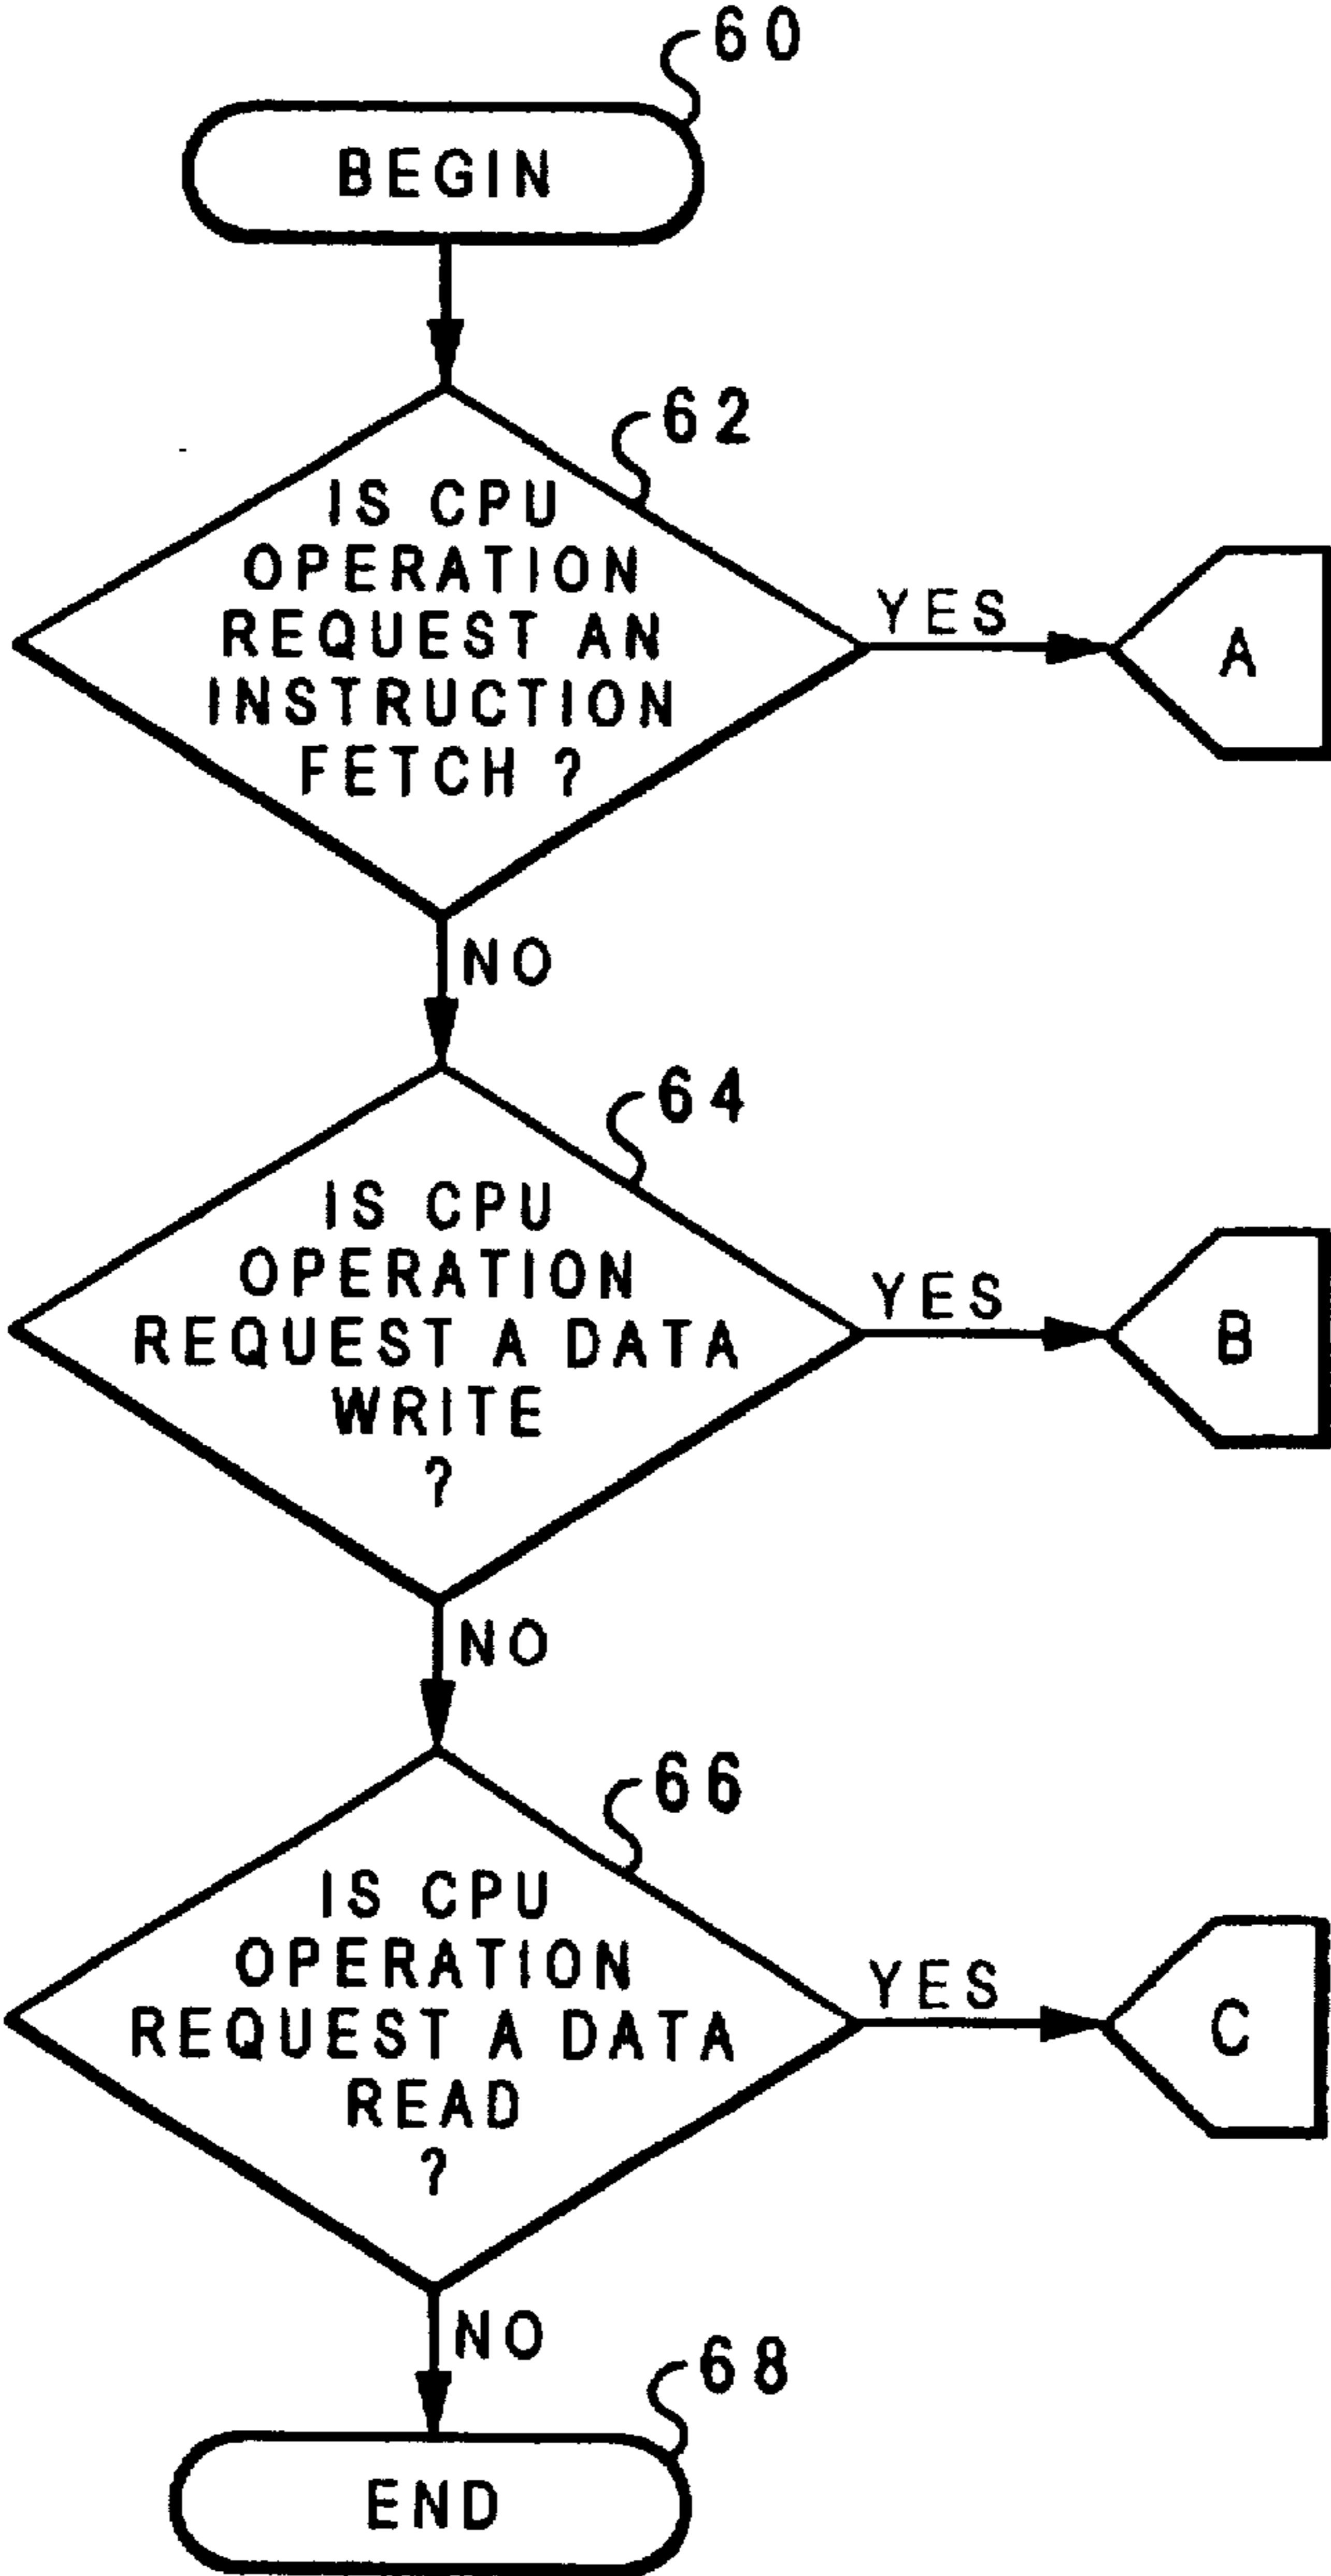 60
BEGIN
62
IS CPU
OPERATION
REQUEST AN
INSTRUCTION
FETCH ?
YES
A
NO
64
IS CPU
OPERATION
REQUEST A DATA
WRITE
?
YES
B
NO
66
IS CPU
OPERATION
REQUEST A DATA
READ
?
YES
C
NO
68
END